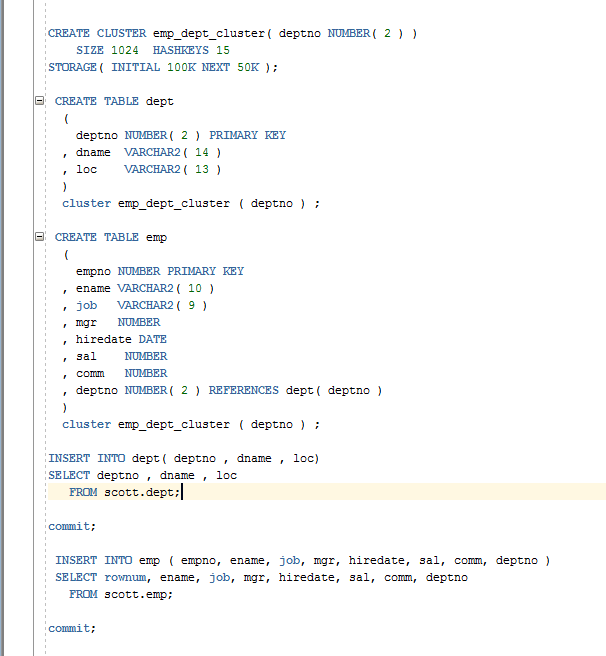 CREATE CLUSTER emp_dept_cluster( deptno NUMBER( 2 ) )
SIZE 1024  HASHKEYS 15
STORAGE( INITIAL 100K NEXT 50K );
CREATE TABLE dept
(
deptno NUMBER( 2 ) PRIMARY KEY
, dname  VARCHAR2( 14 )
, loc    VARCHAR2( 13 )
)
cluster emp_dept_cluster ( deptno ) ;
CREATE TABLE emp
(
empno NUMBER PRIMARY KEY
, ename VARCHAR2( 10 )
, job   VARCHAR2( 9 )
, mgr   NUMBER
, hiredate DATE
, sal    NUMBER
, comm   NUMBER
, deptno NUMBER( 2 ) REFERENCES dept( deptno )
)
cluster emp_dept_cluster ( deptno ) ;
INSERT INTO dept( deptno , dname , loc)
SELECT deptno , dname , loc
FROM scott.dept;
commit;
INSERT INTO emp ( empno, ename, job, mgr, hiredate, sal, comm, deptno )
SELECT rownum, ename, job, mgr, hiredate, sal, comm, deptno
FROM scott.emp;
commit;